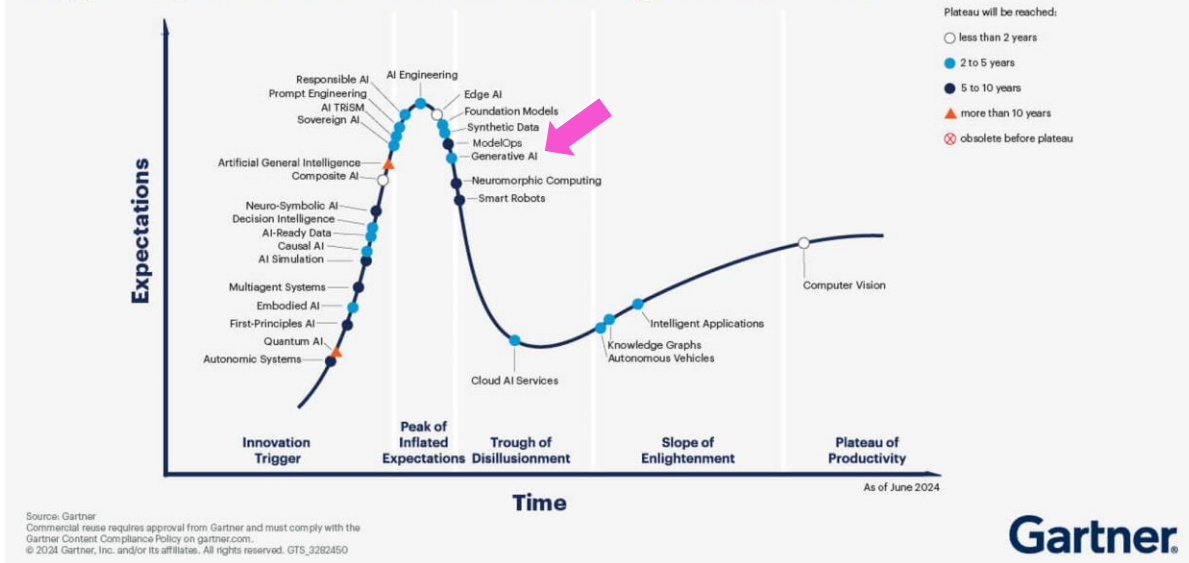 Plateau will be reached:
less than 2 years
2 to 5 years
5 to 10 years
more than 10 years
obsolete before plateau
Expectations
AI Engineering
Responsible AI
Prompt Engineering
AI TRiSM
Sovereign AI
Artificial General Intelligence
Composite AI
Neuro-Symbolic AI
Decision Intelligence
AI-Ready Data
Causal AI
AI Simulation
Multiagent Systems
Embodied AI
First-Principles AI
Quantum AI
Autonomic Systems
Edge AI
Foundation Models
Synthetic Data
ModelOps
Generative AI
Neuromorphic Computing
Smart Robots
Cloud AI Services
Knowledge Graphs
Autonomous Vehicles
Intelligent Applications
Computer Vision
Innovation
Trigger
Peak of
Inflated
Expectations
Trough of
Disillusionment
Slope of
Enlightenment
Plateau of
Productivity
Time
As of June 2024
Source: Gartner
Commercial reuse requires approval from Gartner and must comply with the
Gartner Content Compliance Policy on gartner.com.
© 2024 Gartner, Inc. and/or its affiliates. All rights reserved. GTS_3282450
Gartner®